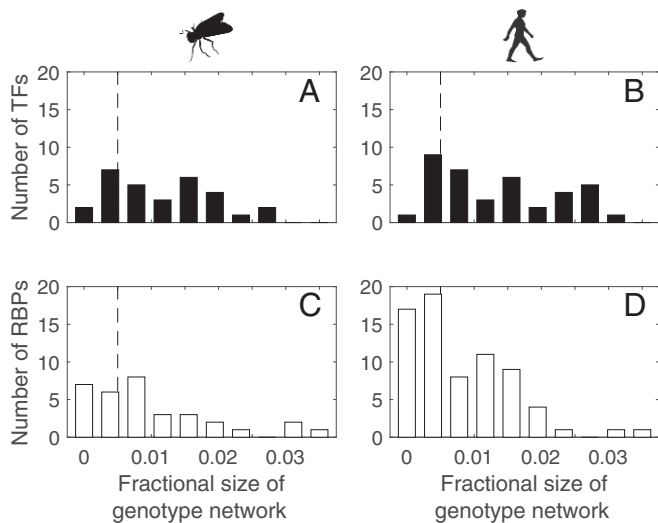 A
B
Number of TFs
20
15
10
5
0
20
15
10
5
0
C
D
Number of RBPs
20
15
10
5
0
20
15
10
5
0
0
0.01
0.02
0.03
0
0.01
0.02
0.03
Fractional size of
genotype network
Fractional size of
genotype network